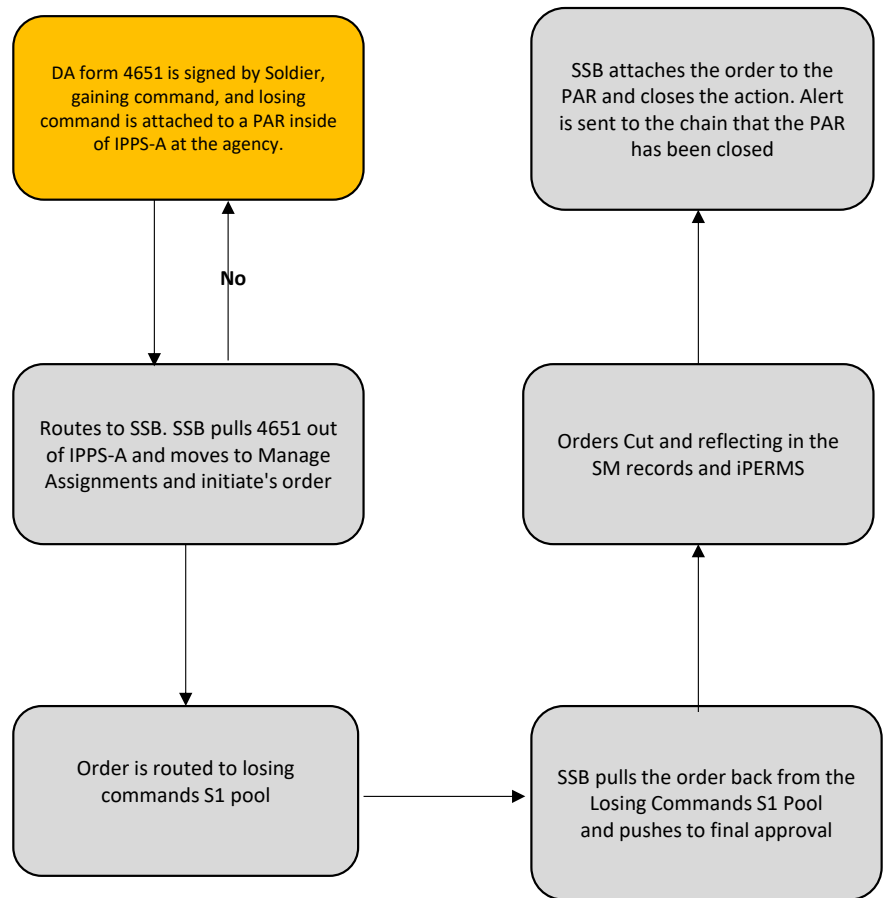 DA form 4651 is signed by Soldier,
gaining command, and losing
command is attached to a PAR inside
of IPPS-A at the agency.
No
Routes to SSB. SSB pulls 4651 out
of IPPS-A and moves to Manage
Assignments and initiate's order
Order is routed to losing
commands S1 pool
SSB pulls the order back from the
Losing Commands S1 Pool
and pushes to final approval
Orders Cut and reflecting in the
SM records and iPERMS
SSB attaches the order to the
PAR and closes the action. Alert
is sent to the chain that the PAR
has been closed